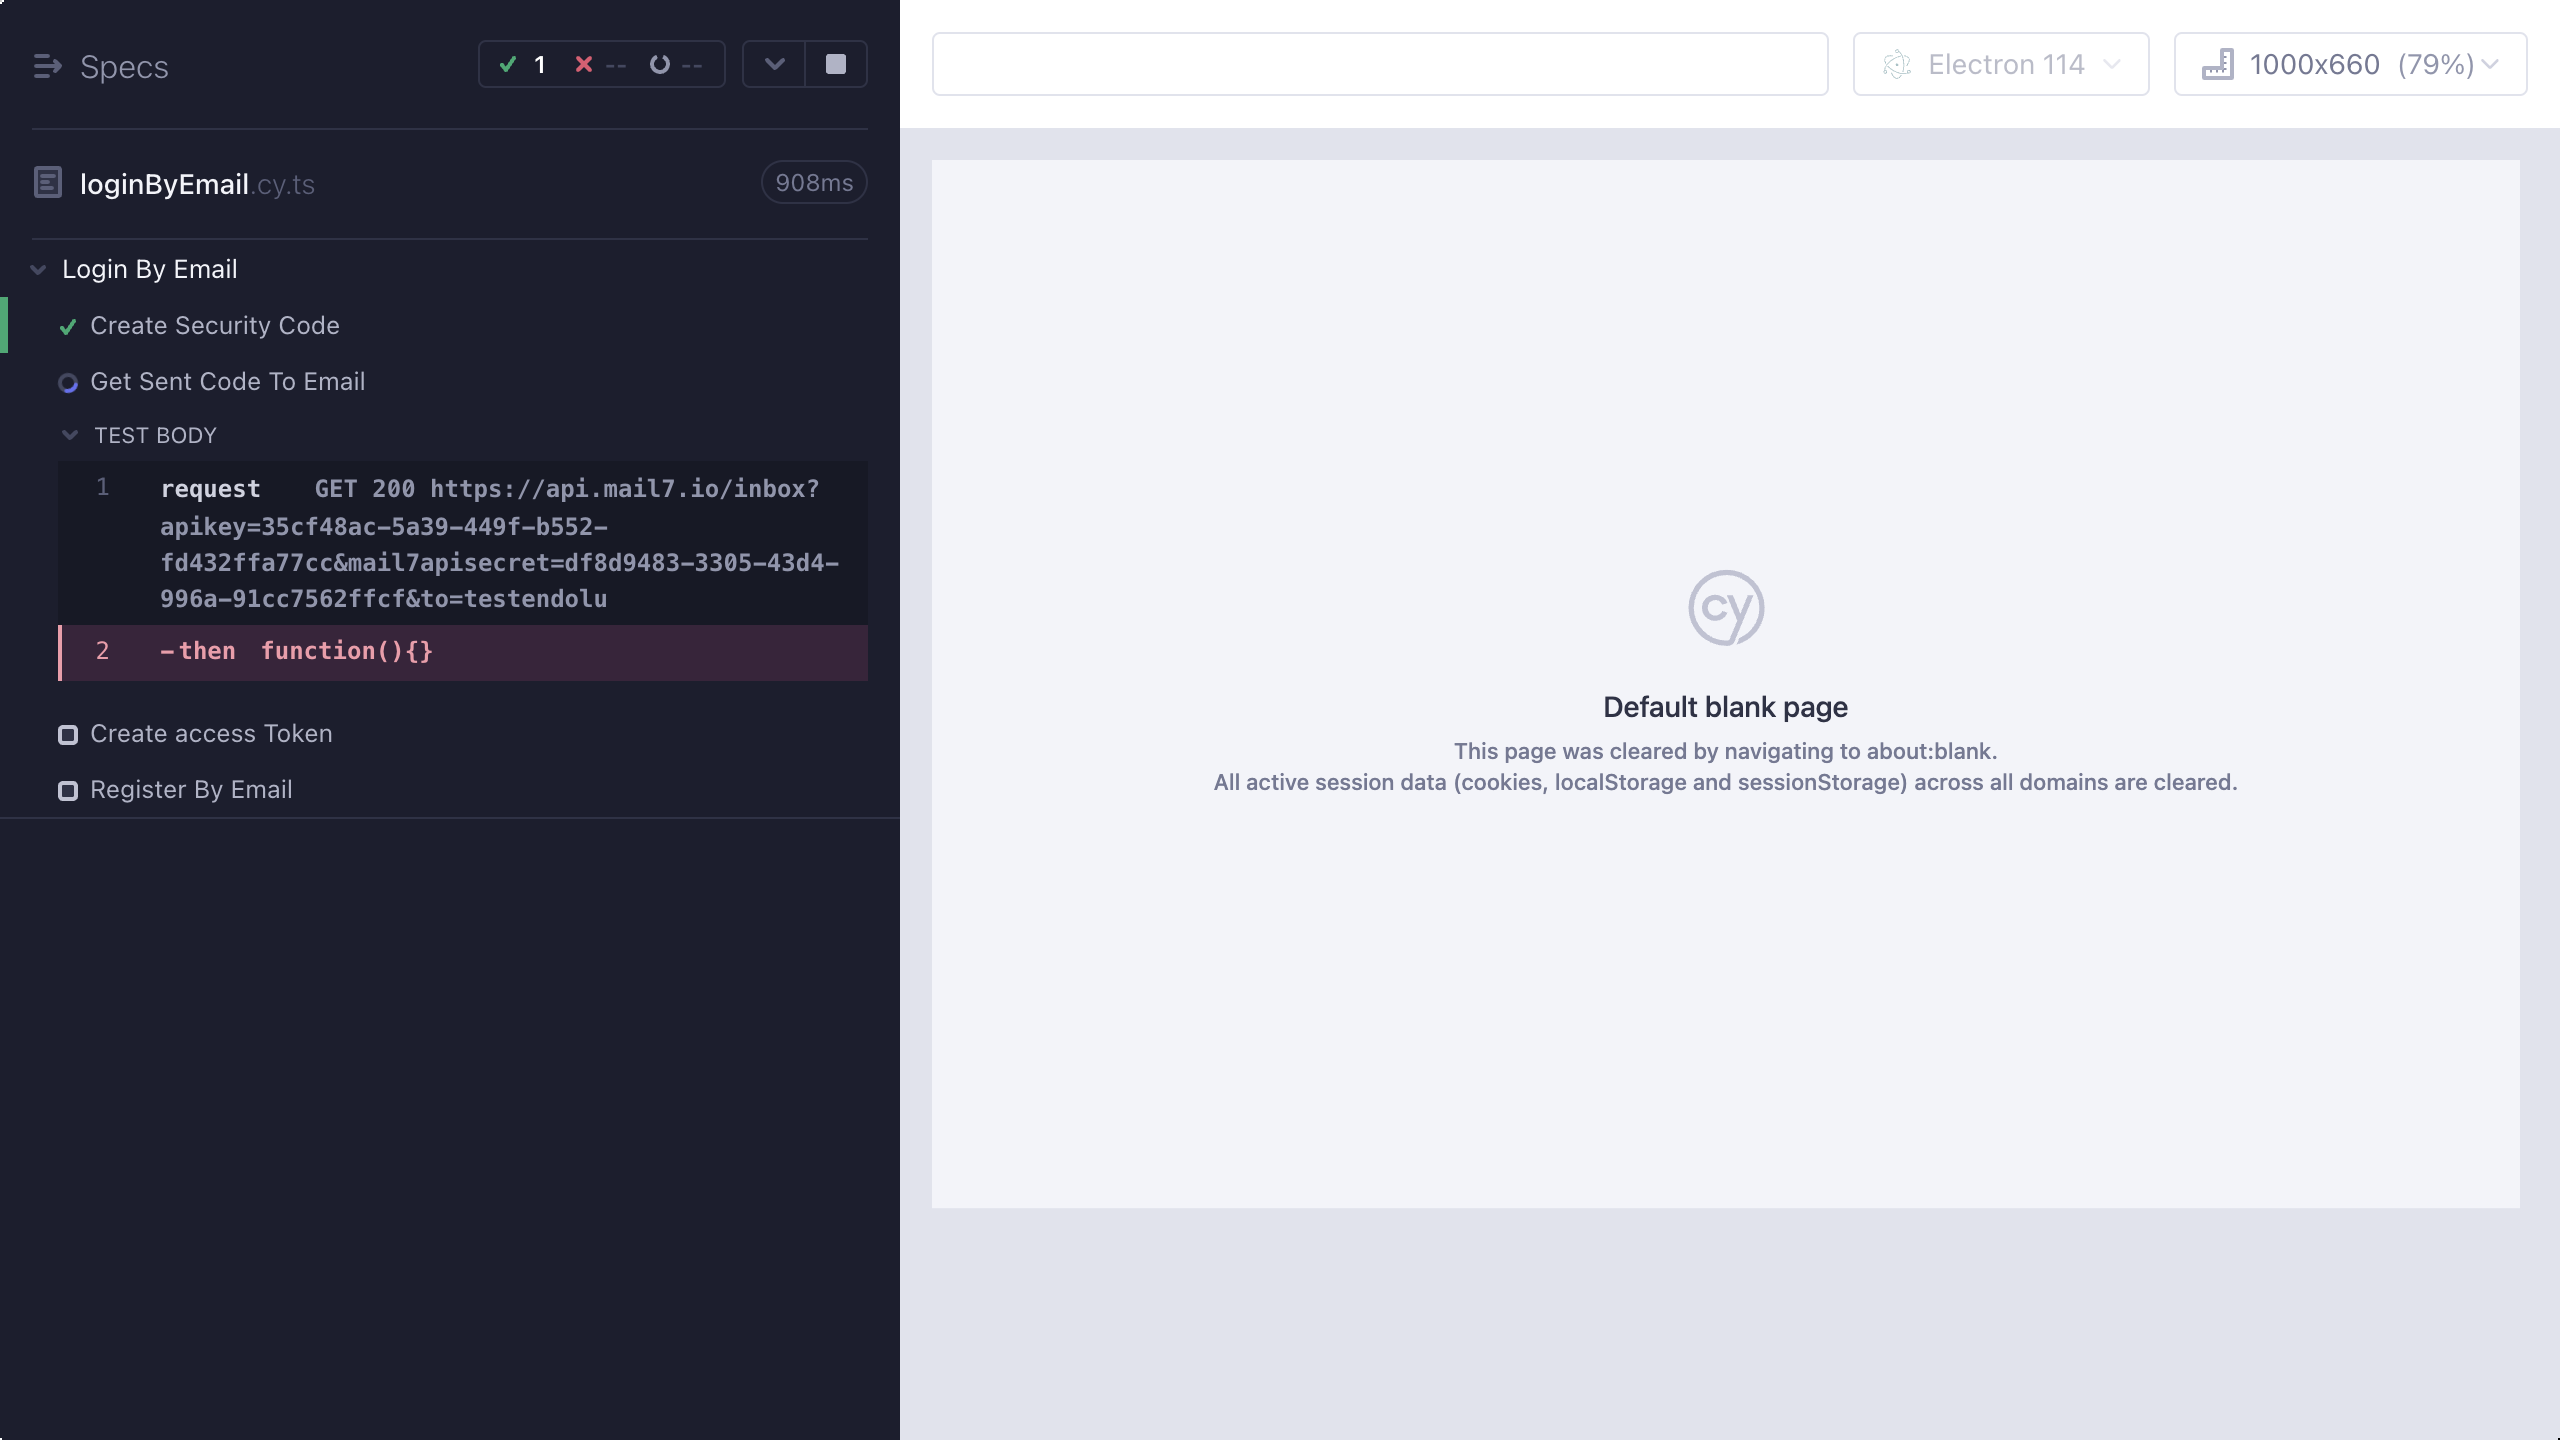 Specs
1 -- --
loginByEmail.cy.ts
908ms
Login By Email
Create Security Code
Get Sent Code To Email
TEST BODY
1 request GET 200 https://api.mail7.io/inbox?
apikey=35cf48ac-5a39-449f-b552-
fd432ffa77cc&mail7apisecret=df8d9483-3305-43d4-
996a-91cc7562ffcf&to=testendolu
2 -then function(){}
Create access Token
Register By Email
Electron 114
1000x660 (79%)
cy
Default blank page
This page was cleared by navigating to about:blank.
All active session data (cookies, localStorage and sessionStorage) across all domains are cleared.